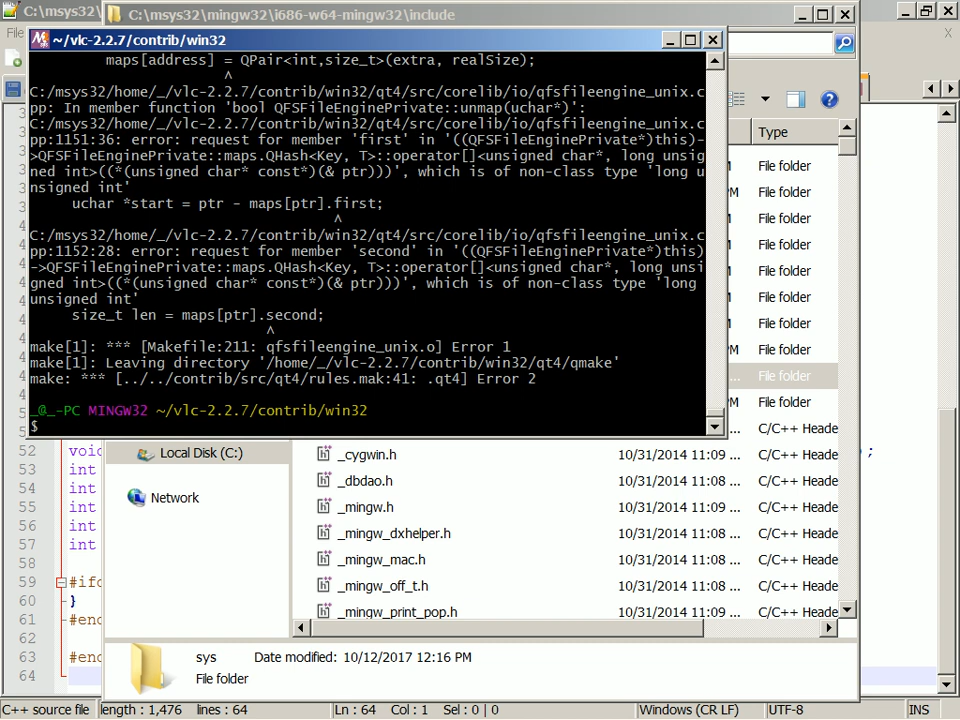 C:\msys32\
C:\msys32\mingw32\i686-w64-mingw32\include
File
~/vlc-2.2.7/contrib/win32
maps[address] = QPair<int,size_t>(extra, realSize);
^
C:/msys32/home/_/vlc-2.2.7/contrib/win32/qt4/src/corelib/io/qfsfileengine_unix.c
pp: In member function 'bool QFSFileEnginePrivate::unmap(uchar*)':
C:/msys32/home/_/vlc-2.2.7/contrib/win32/qt4/src/corelib/io/qfsfileengine_unix.c
pp:1151:36: error: request for member 'first' in '((QFSFileEnginePrivate*)this)-
>QFSFileEnginePrivate::maps.QHash<Key, T>::operator[]<unsigned char*, long unsig
ned int>((*(unsigned char* const*)(& ptr)))', which is of non-class type 'long u
nsigned int'
uchar *start = ptr - maps[ptr].first;
^
C:/msys32/home/_/vlc-2.2.7/contrib/win32/qt4/src/corelib/io/qfsfileengine_unix.c
pp:1152:28: error: request for member 'second' in '((QFSFileEnginePrivate*)this)
->QFSFileEnginePrivate::maps.QHash<Key, T>::operator[]<unsigned char*, long unsi
gned int>((*(unsigned char* const*)(& ptr)))', which is of non-class type 'long
unsigned int'
size_t len = maps[ptr].second;
^
make[1]: *** [Makefile:211: qfsfileengine_unix.o] Error 1
make[1]: Leaving directory '/home/_/vlc-2.2.7/contrib/win32/qt4/qmake'
make: *** [../../contrib/src/qt4/rules.mak:41: .qt4] Error 2
_@_-PC MINGW32 ~/vlc-2.2.7/contrib/win32
$
Type
File folder
File folder
File folder
File folder
File folder
File folder
File folder
File folder
File folder
File folder
C/C++ Heade
Local Disk (C:)
Network
_cygwin.h 10/31/2014 11:09 ... C/C++ Heade
_dbdao.h 10/31/2014 11:08 ... C/C++ Heade
_mingw.h 10/31/2014 11:09 ... C/C++ Heade
_mingw_dxhelper.h 10/31/2014 11:09 ... C/C++ Heade
_mingw_mac.h 10/31/2014 11:08 ... C/C++ Heade
_mingw_off_t.h 10/31/2014 11:08 ... C/C++ Heade
_mingw_print_pop.h 10/31/2014 11:09 ... C/C++ Heade
sys Date modified: 10/12/2017 12:16 PM
File folder
52 void ;
53 int
54 int
55 int
56 int
57 int
58
59 #ifd
60 }
61 #end
62
63 #end
64
C++ source file length : 1,476 lines : 64 Ln : 64 Col : 1 Sel : 0 | 0 Windows (CR LF) UTF-8 INS